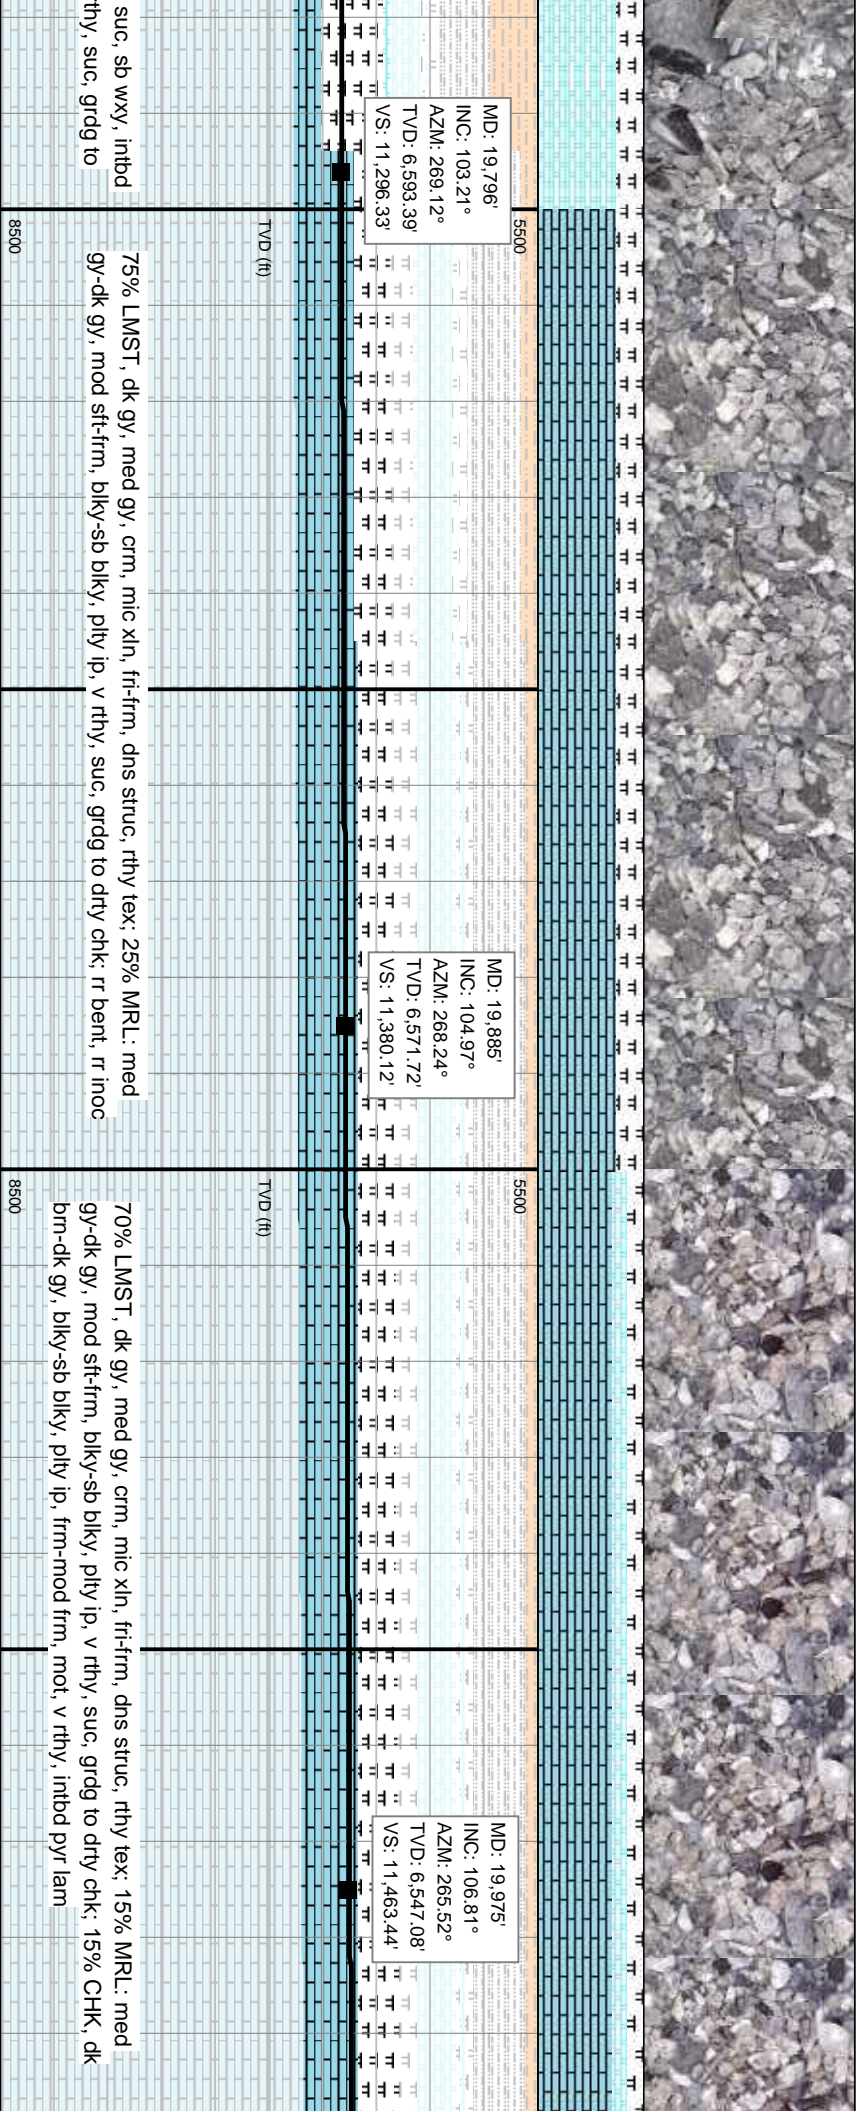 suc, sb wxy, intbd
rthy, suc, grdg to
MD: 19,796'
INC: 103.21°
AZM: 269.12°
TVD: 6,593.39'
VS: 11,296.33'
5500
TVD (ft)
8500
75% LMST, dk gy, med gy, crm, mic xln, fri-frm, dns struc, rthy tex; 25% MRL: med
gy-dk gy, mod sft-frm, blky-sb blky, plty ip, v rthy, suc, grdg to drty chk; rr bent, rr inoc
MD: 19,885'
INC: 104.97°
AZM: 268.24°
TVD: 6,571.72'
VS: 11,380.12'
5500
TVD (ft)
8500
70% LMST, dk gy, med gy, crm, mic xln, fri-frm, dns struc, rthy tex; 15% MRL: med
gy-dk gy, mod sft-frm, blky-sb blky, plty ip, v rthy, suc, grdg to drty chk; 15% CHK, dk
brn-dk gy, blky-sb blky, plty ip, frm-mod frm, mot, v rthy, intbd pyr lam
MD: 19,975'
INC: 106.81°
AZM: 265.52°
TVD: 6,547.08'
VS: 11,463.44'